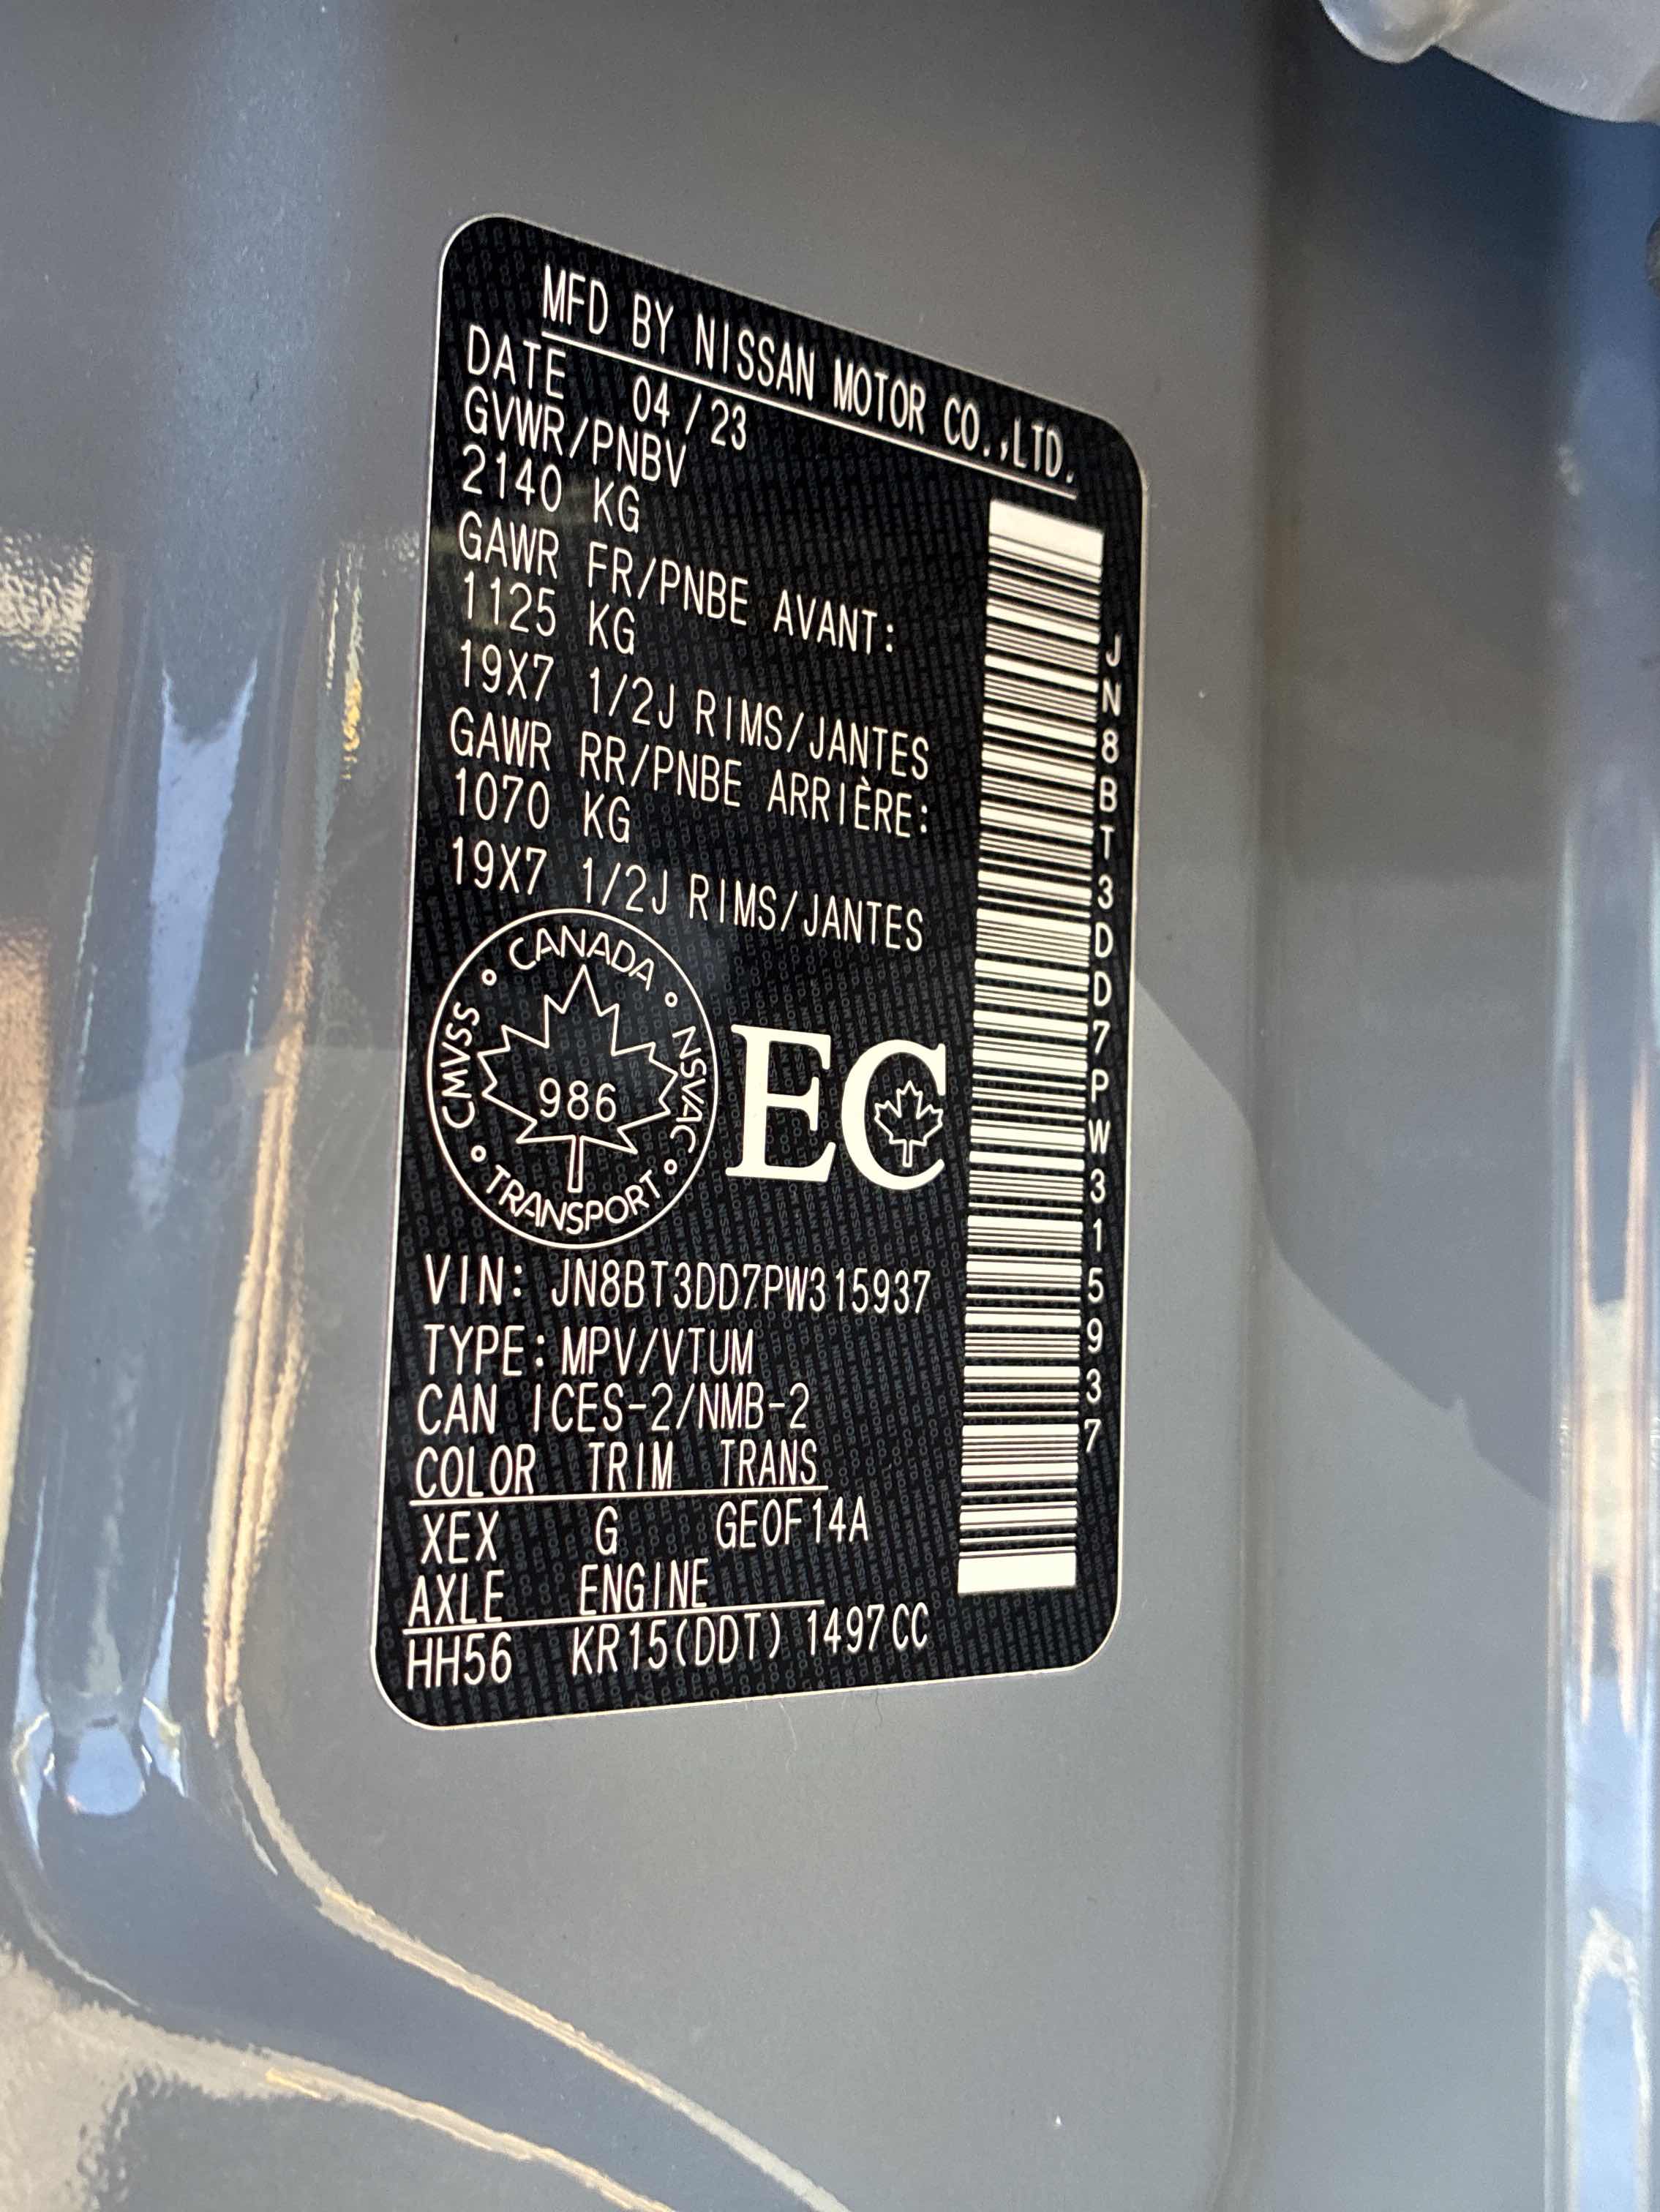 MFD BY NISSAN MOTOR CO.,LTD.
DATE 04 /23
GVWR/PNBV
2140 KG
GAWR FR/PNBE AVANT:
1125 KG
19X7 1/2J RIMS/JANTES
GAWR RR/PNBE ARRIÈRE:
1070 KG
19X7 1/2J RIMS/JANTES
CANADA
CMVSS NSVAC
986
TRANSPORT
EC
VIN: JN8BT3DD7PW315937
TYPE: MPV/VTUM
CAN ICES-2/NMB-2
COLOR TRIM TRANS
XEX G GE0F14A
AXLE ENGINE
HH56 KR15(DDT) 1497CC
JN8BT3DD7PW315937